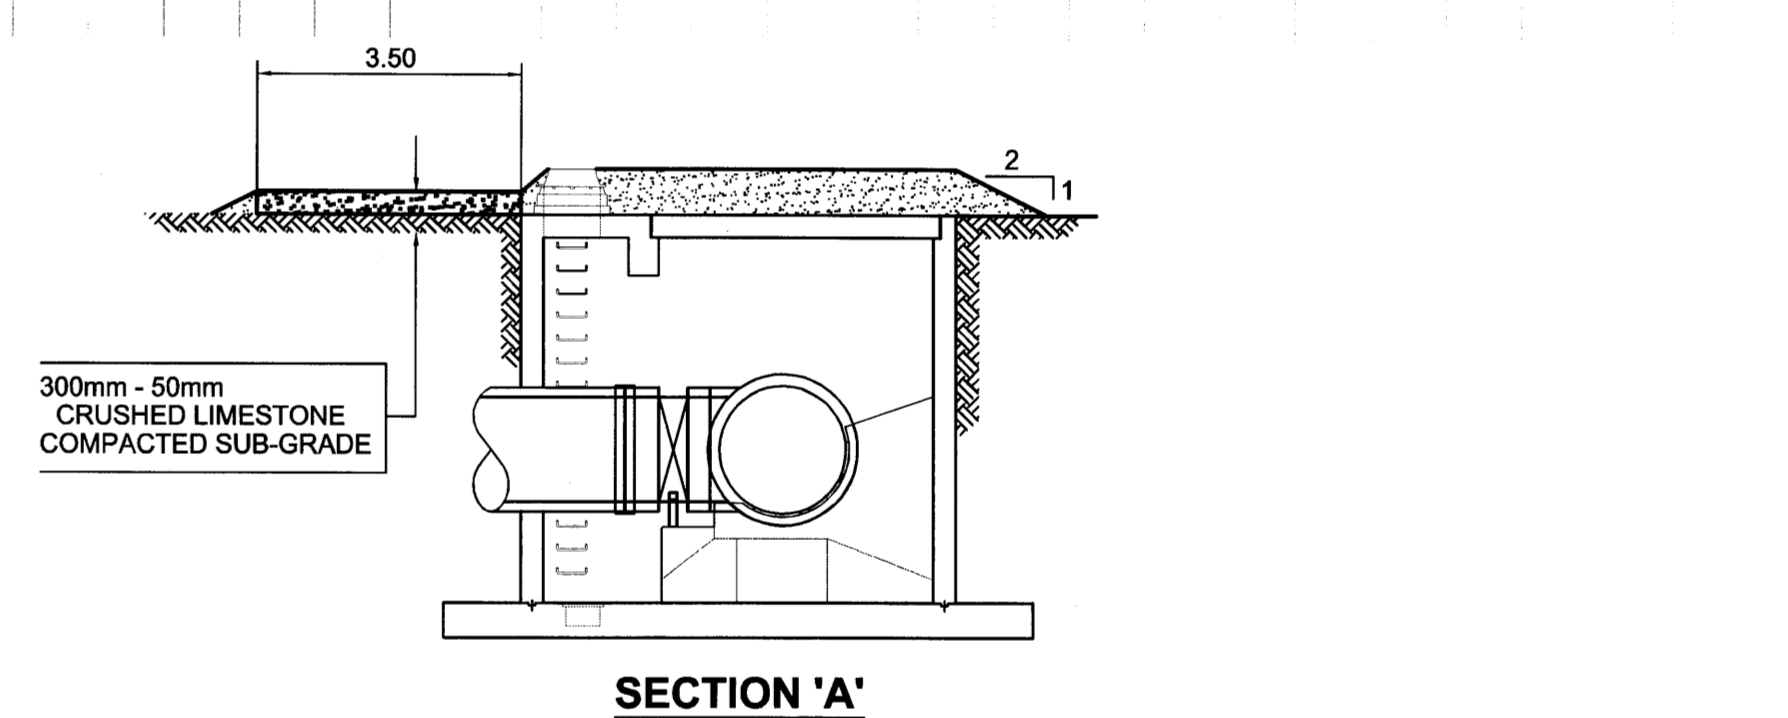 3.50
2
1
300mm - 50mm
CRUSHED LIMESTONE
COMPACTED SUB-GRADE
SECTION 'A'